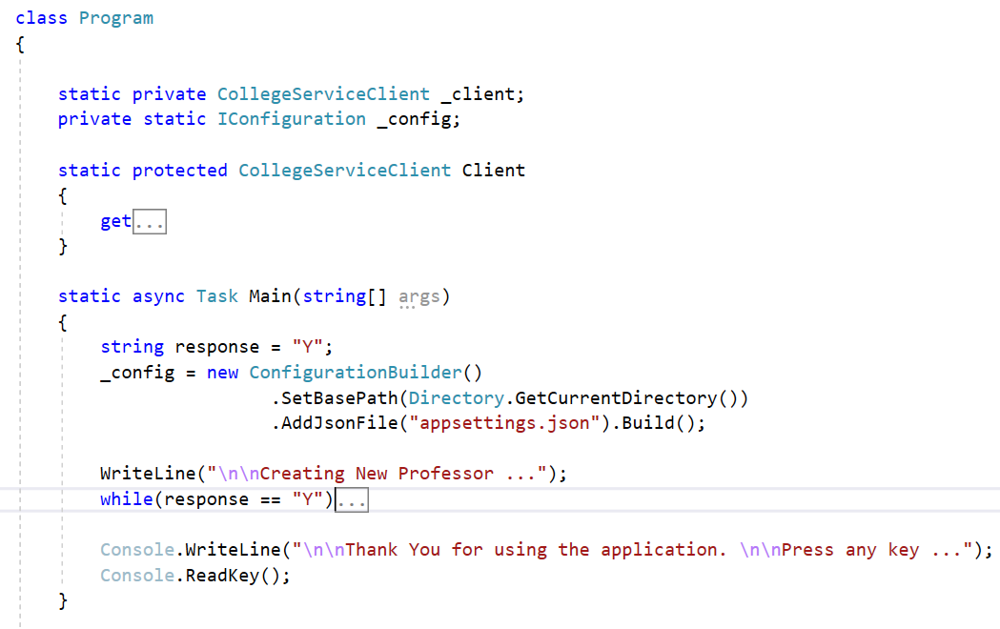 class Program
{
static private CollegeServiceClient _client;
private static IConfiguration _config;
static protected CollegeServiceClient Client
{
get...
}
static async Task Main(string[] args)
{
string response = "Y";
_config = new ConfigurationBuilder()
.SetBasePath(Directory.GetCurrentDirectory())
.AddJsonFile("appsettings.json").Build();
WriteLine("\n\nCreating New Professor ...");
while(response == "Y")...
Console.WriteLine("\n\nThank You for using the application. \n\nPress any key ...");
Console.ReadKey();
}